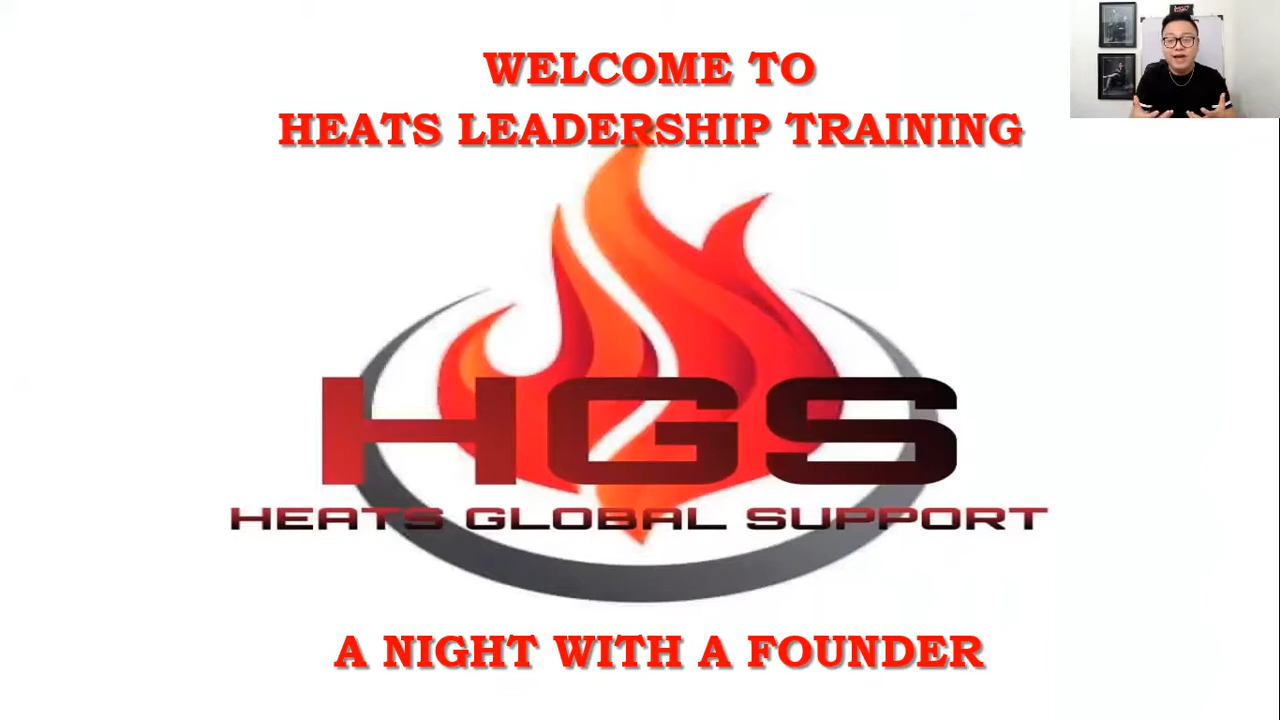 WELCOME TO
HEATS LEADERSHIP TRAINING
HGS
HEATS GLOBAL SUPPORT
A NIGHT WITH A FOUNDER